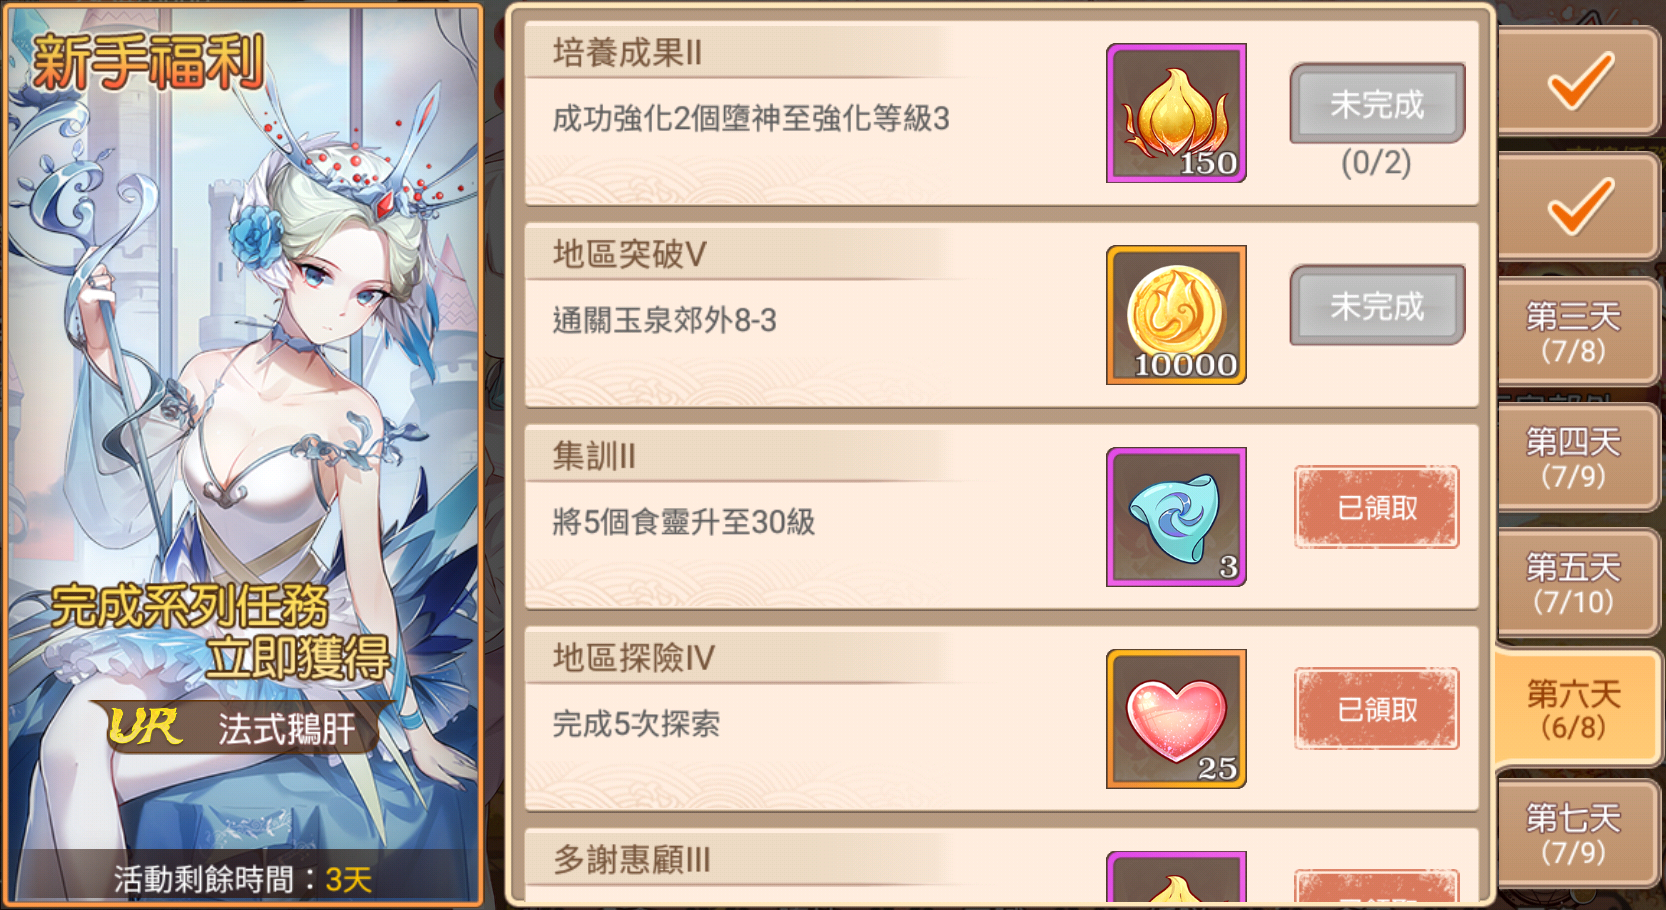 新手福利
完成系列任務
立即獲得
UR 法式鵝肝
活動剩餘時間：3天
培養成果II
成功強化2個墮神至強化等級3
150
未完成
(0/2)
地區突破V
通關玉泉郊外8-3
10000
未完成
集訓II
將5個食靈升至30級
3
已領取
地區探險IV
完成5次探索
25
已領取
多謝惠顧III
已領取
第三天
(7/8)
第四天
(7/9)
第五天
(7/10)
第六天
(6/8)
第七天
(7/9)